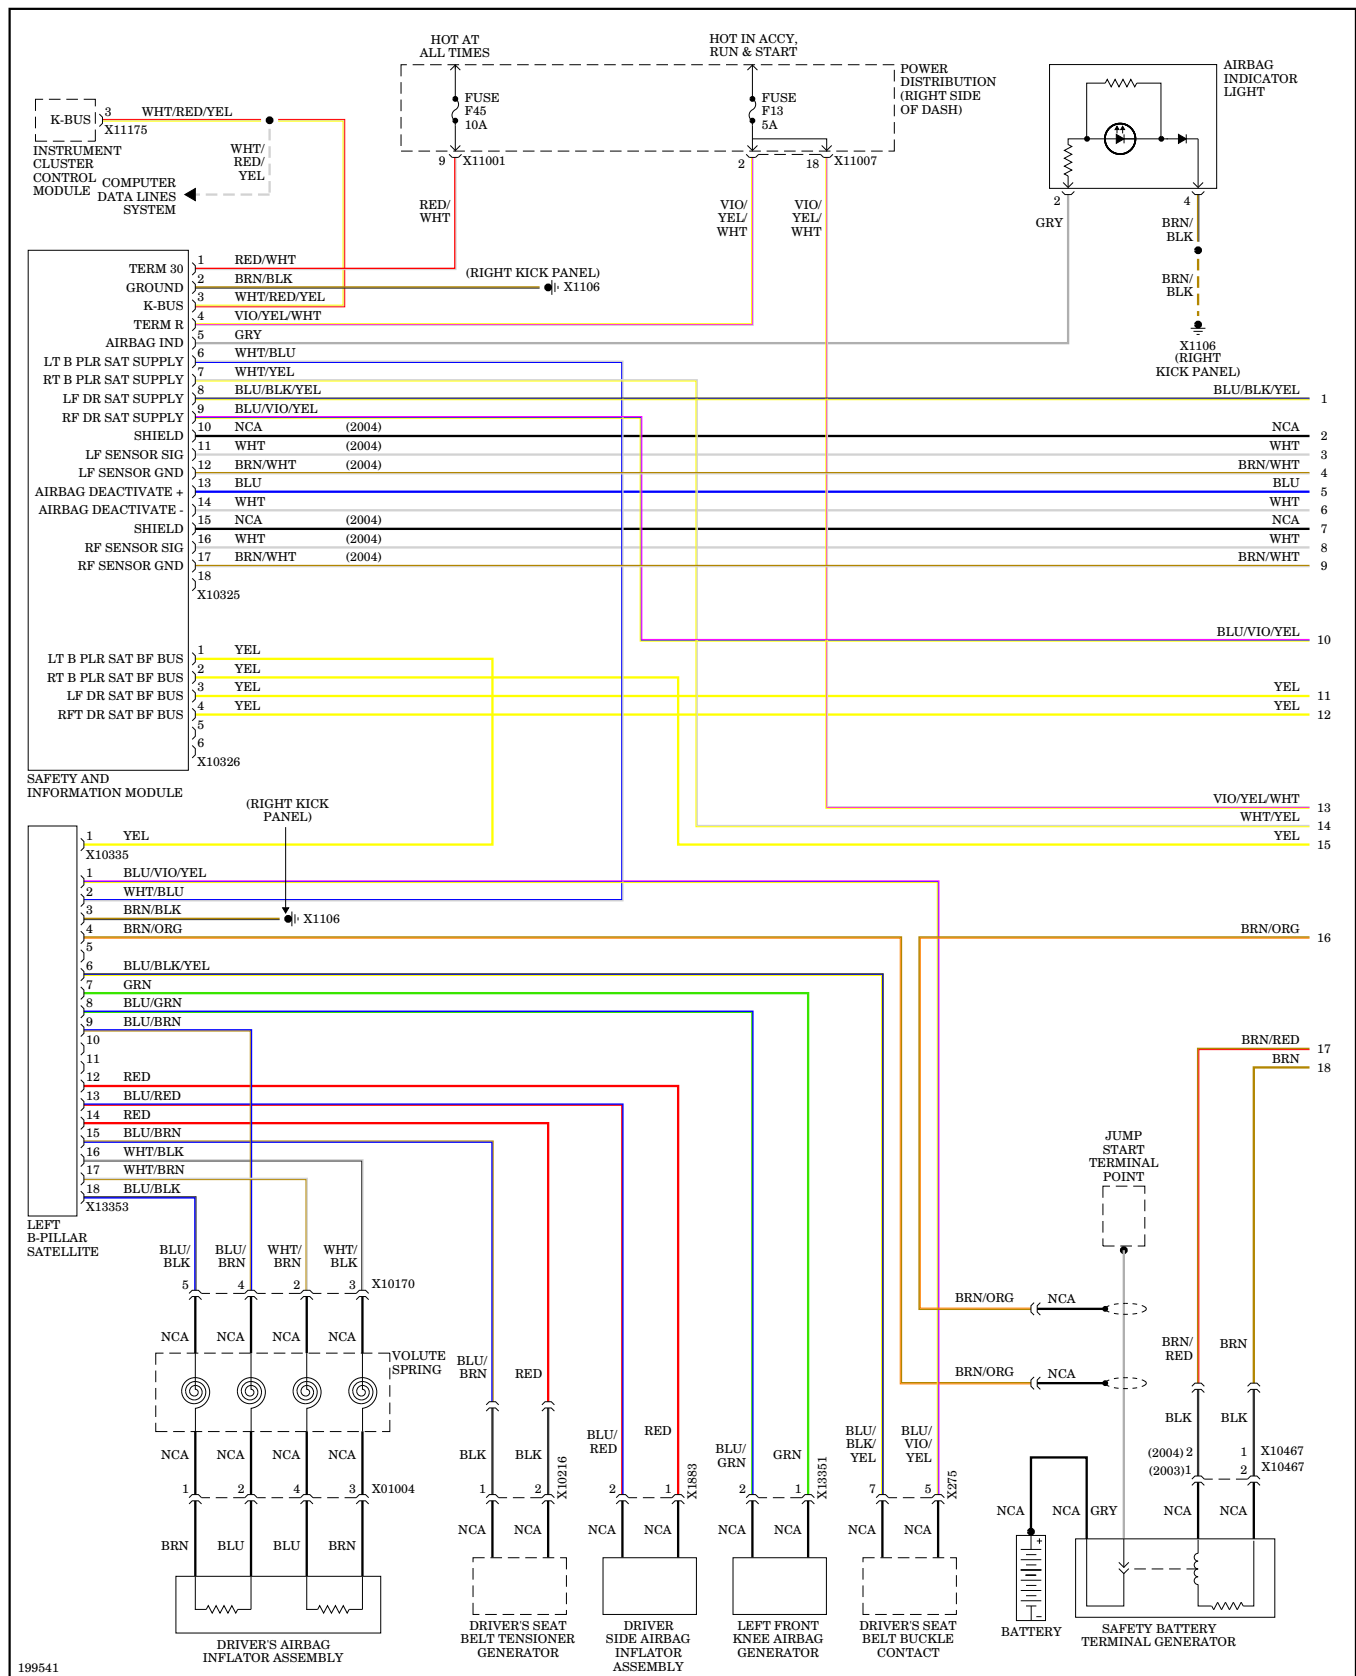 HOT AT
ALL TIMES
HOT IN ACCY,
RUN & START
POWER
DISTRIBUTION
(RIGHT SIDE
OF DASH)
AIRBAG
INDICATOR
LIGHT
FUSE
F45
10A
FUSE
F13
5A
K-BUS
3
WHT/RED/YEL
X11175
INSTRUMENT
CLUSTER
CONTROL
MODULE
WHT/
RED/
YEL
COMPUTER
DATA LINES
SYSTEM
9
X11001
2
18
X11007
RED/
WHT
VIO/
YEL/
WHT
VIO/
YEL/
WHT
2
4
GRY
BRN/
BLK
BRN/
BLK
X1106
(RIGHT
KICK PANEL)
(RIGHT KICK PANEL)
X1106
TERM 30 1 RED/WHT
GROUND 2 BRN/BLK
K-BUS 3 WHT/RED/YEL
TERM R 4 VIO/YEL/WHT
AIRBAG IND 5 GRY
LT B PLR SAT SUPPLY 6 WHT/BLU
RT B PLR SAT SUPPLY 7 WHT/YEL
LF DR SAT SUPPLY 8 BLU/BLK/YEL BLU/BLK/YEL 1
RF DR SAT SUPPLY 9 BLU/VIO/YEL
SHIELD 10 NCA (2004) NCA 2
LF SENSOR SIG 11 WHT (2004) WHT 3
LF SENSOR GND 12 BRN/WHT (2004) BRN/WHT 4
AIRBAG DEACTIVATE + 13 BLU BLU 5
AIRBAG DEACTIVATE - 14 WHT WHT 6
SHIELD 15 NCA (2004) NCA 7
RF SENSOR SIG 16 WHT (2004) WHT 8
RF SENSOR GND 17 BRN/WHT (2004) BRN/WHT 9
18
X10325
BLU/VIO/YEL 10
LT B PLR SAT BF BUS 1 YEL
RT B PLR SAT BF BUS 2 YEL
LF DR SAT BF BUS 3 YEL YEL 11
RFT DR SAT BF BUS 4 YEL YEL 12
5
6
X10326
SAFETY AND
INFORMATION MODULE
(RIGHT KICK
PANEL)
VIO/YEL/WHT 13
WHT/YEL 14
YEL 15
1 YEL
X10335
1 BLU/VIO/YEL
2 WHT/BLU
3 BRN/BLK
X1106
4 BRN/ORG
BRN/ORG 16
5
6 BLU/BLK/YEL
7 GRN
8 BLU/GRN
9 BLU/BRN
10
11
12 RED
13 BLU/RED
14 RED
15 BLU/BRN
16 WHT/BLK
17 WHT/BRN
18 BLU/BLK
X13353
BRN/RED 17
BRN 18
LEFT
B-PILLAR
SATELLITE
JUMP
START
TERMINAL
POINT
BLU/
BLK
BLU/
BRN
WHT/
BRN
WHT/
BLK
5 4 2 3 X10170
NCA NCA NCA NCA
VOLUTE
SPRING
NCA NCA NCA NCA
1 2 4 3 X01004
BRN BLU BLU BRN
DRIVER'S AIRBAG
INFLATOR ASSEMBLY
BLU/
BRN
RED
BLK BLK
1 2 X10216
NCA NCA
DRIVER'S SEAT
BELT TENSIONER
GENERATOR
BLU/
RED
RED
2 1 X1883
NCA NCA
DRIVER
SIDE AIRBAG
INFLATOR
ASSEMBLY
BLU/
GRN
GRN
2 1 X13351
NCA NCA
LEFT FRONT
KNEE AIRBAG
GENERATOR
BLU/
BLK/
YEL
BLU/
VIO/
YEL
7 5 X275
NCA NCA
DRIVER'S SEAT
BELT BUCKLE
CONTACT
BRN/ORG NCA
BRN/ORG NCA
BRN/
RED
BRN
BLK BLK
(2004) 2 1 X10467
(2003) 1 2 X10467
NCA NCA GRY NCA NCA
+
-
BATTERY
SAFETY BATTERY
TERMINAL GENERATOR
199541